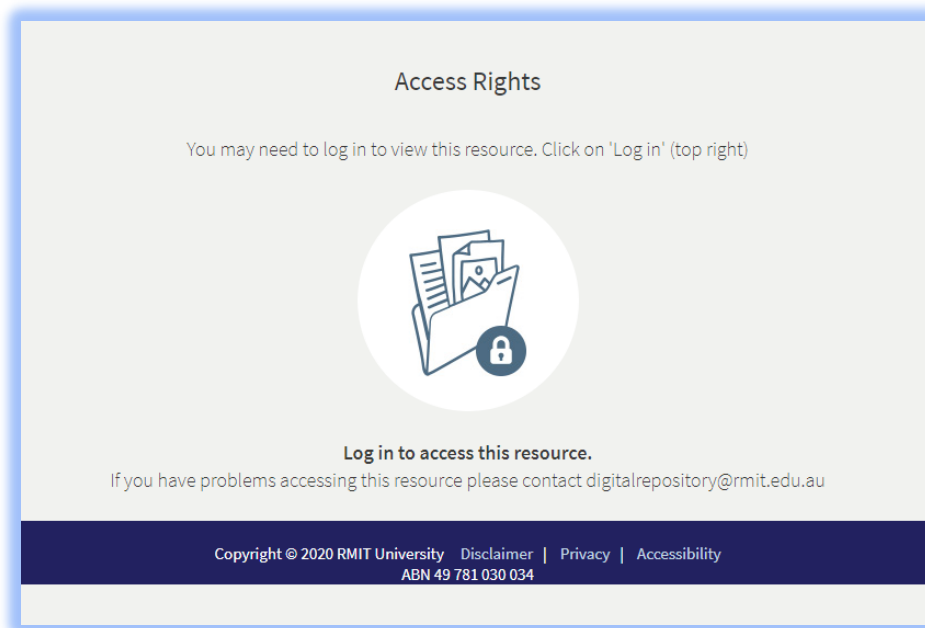 Access Rights
You may need to log in to view this resource. Click on 'Log in' (top right)
Log in to access this resource.
If you have problems accessing this resource please contact digitalrepository@rmit.edu.au
Copyright © 2020 RMIT University Disclaimer | Privacy | Accessibility
ABN 49 781 030 034